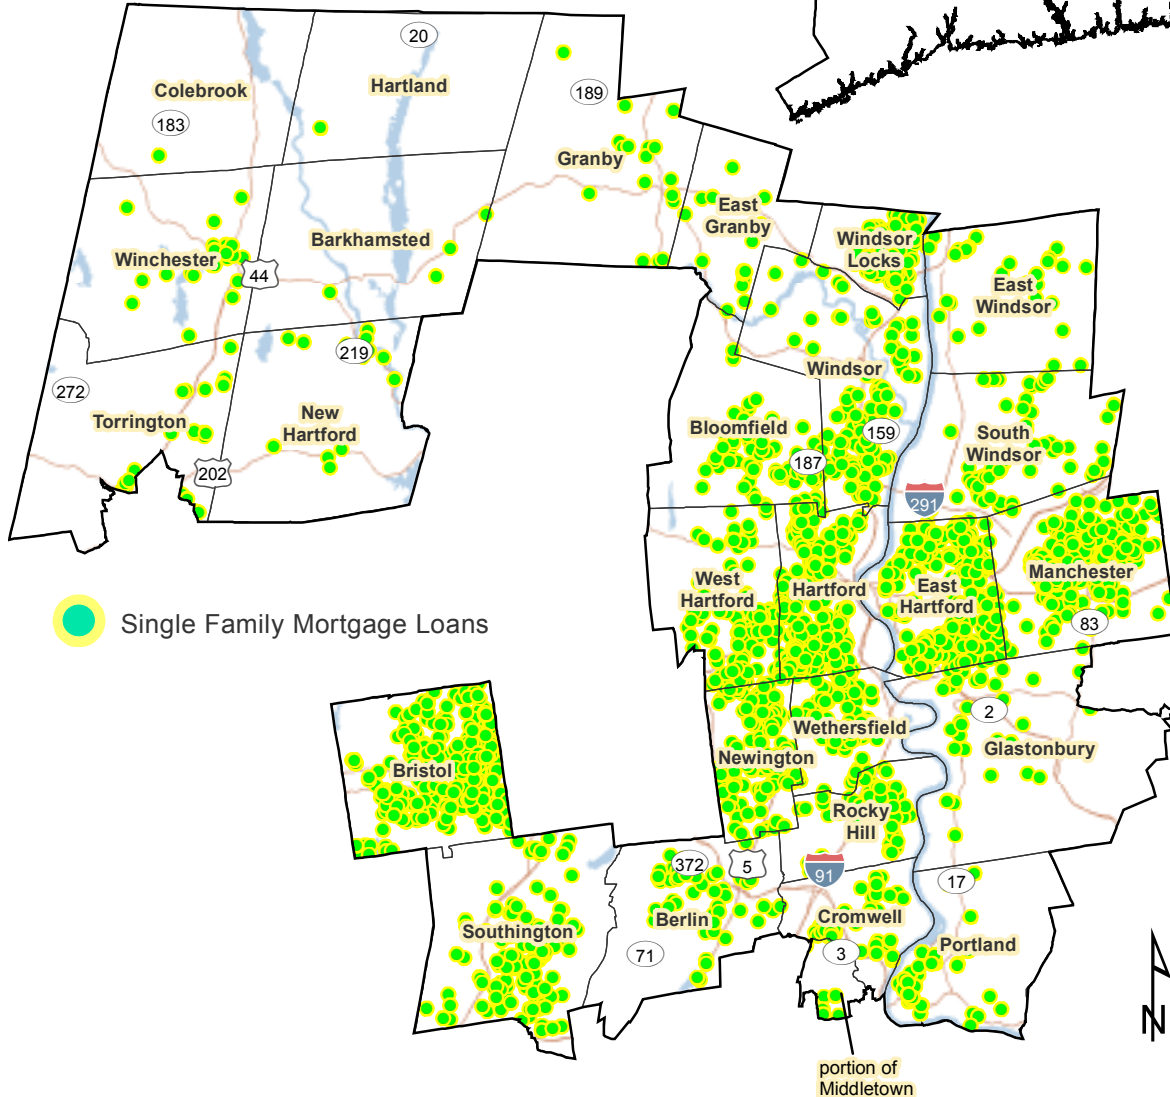 20
Colebrook
Hartland
189
183
Granby
East
Granby
Windsor
Locks
Barkhamsted
Winchester
44
East
Windsor
219
272
Windsor
Torrington
New
Hartford
Bloomfield
159
South
Windsor
187
202
291
West
Hartford
Hartford
East
Hartford
Manchester
83
Single Family Mortgage Loans
2
Wethersfield
Glastonbury
Newington
Bristol
Rocky
Hill
372
5
91
17
Southington
Berlin
Cromwell
Portland
71
3
N
portion of
Middletown